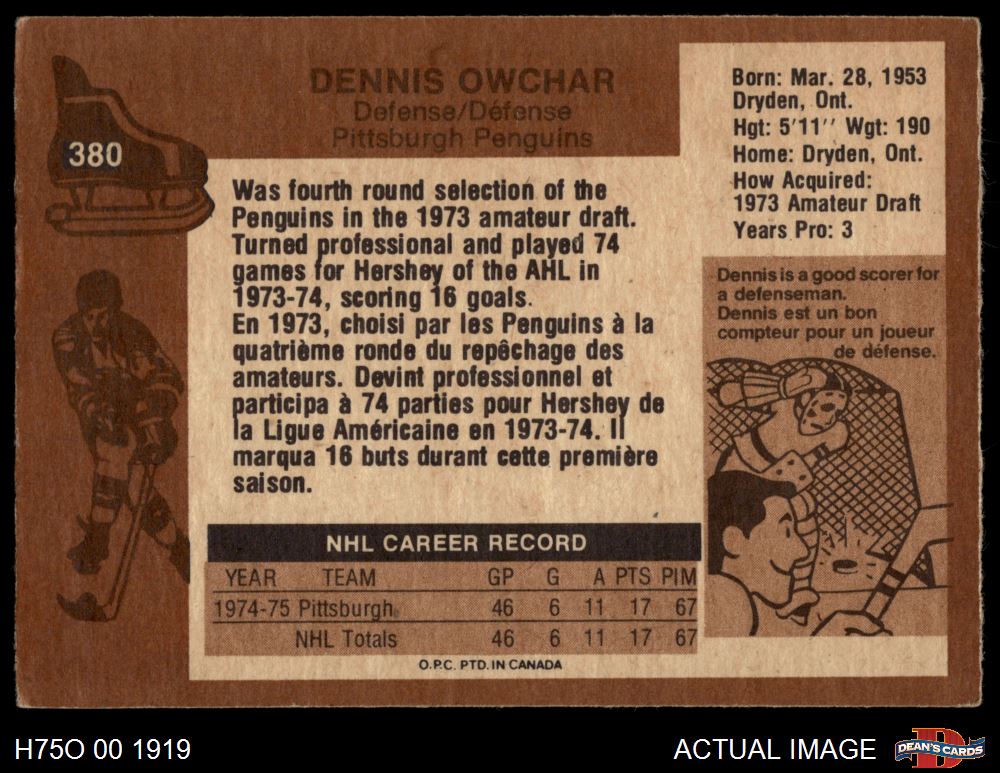 DENNIS OWCHAR
Defense/Défense
Pittsburgh Penguins
380
Born: Mar. 28, 1953
Dryden, Ont.
Hgt: 5'11'' Wgt: 190
Home: Dryden, Ont.
How Acquired:
1973 Amateur Draft
Years Pro: 3
Was fourth round selection of the
Penguins in the 1973 amateur draft.
Turned professional and played 74
games for Hershey of the AHL in
1973-74, scoring 16 goals.
En 1973, choisi par les Penguins à la
quatrième ronde du repêchage des
amateurs. Devint professionnel et
participa à 74 parties pour Hershey de
la Ligue Américaine en 1973-74. Il
marqua 16 buts durant cette première
saison.
Dennis is a good scorer for
a defenseman.
Dennis est un bon
compteur pour un joueur
de défense.
NHL CAREER RECORD
YEAR TEAM GP G A PTS PIM
1974-75 Pittsburgh 46 6 11 17 67
NHL Totals 46 6 11 17 67
O.P.C. PTD. IN CANADA
H75O 00 1919
ACTUAL IMAGE
D
DEAN'S CARDS